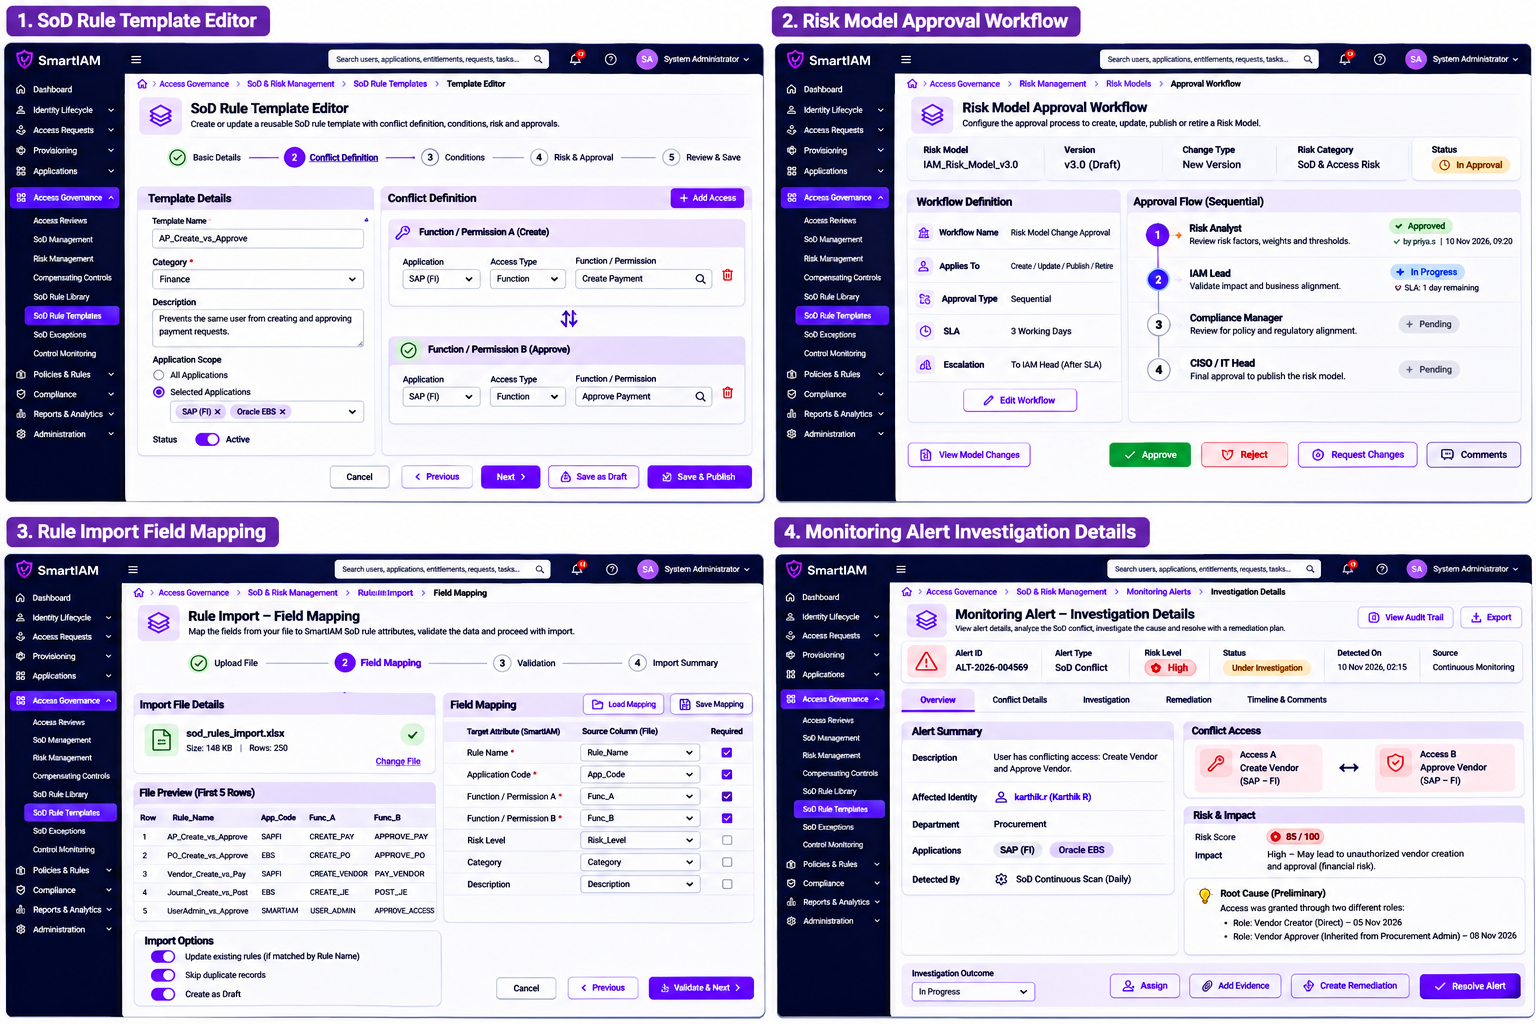 1. SoD Rule Template Editor
SmartIAM
Search users, applications, entitlements, requests, tasks...
SA System Administrator
Dashboard
Identity Lifecycle
Access Requests
Provisioning
Applications
Access Governance
Access Reviews
SoD Management
Risk Management
Compensating Controls
SoD Rule Library
SoD Rule Templates
SoD Exceptions
Control Monitoring
Policies & Rules
Compliance
Reports & Analytics
Administration
Access Governance > SoD & Risk Management > SoD Rule Templates > Template Editor
SoD Rule Template Editor
Create or update a reusable SoD rule template with conflict definition, conditions, risk and approvals.
Basic Details 2 Conflict Definition 3 Conditions 4 Risk & Approval 5 Review & Save
Template Details
Template Name
AP_Create_vs_Approve
Category *
Finance
Description
Prevents the same user from creating and approving
payment requests.
Application Scope
All Applications
Selected Applications
SAP (FI) × Oracle EBS ×
Status Active
Conflict Definition
+ Add Access
Function / Permission A (Create)
Application Access Type Function / Permission
SAP (FI) Function Create Payment
Function / Permission B (Approve)
Application Access Type Function / Permission
SAP (FI) Function Approve Payment
Cancel < Previous Next > Save as Draft Save & Publish
2. Risk Model Approval Workflow
SmartIAM
Search users, applications, entitlements, requests, tasks...
SA System Administrator
Dashboard
Identity Lifecycle
Access Requests
Provisioning
Applications
Access Governance
Access Reviews
SoD Management
Risk Management
Compensating Controls
SoD Rule Library
SoD Rule Templates
SoD Exceptions
Control Monitoring
Policies & Rules
Compliance
Reports & Analytics
Administration
Access Governance > Risk Management > Risk Models > Approval Workflow
Risk Model Approval Workflow
Configure the approval process to create, update, publish or retire a Risk Model.
Risk Model Version Change Type Risk Category Status
IAM_Risk_Model_v3.0 v3.0 (Draft) New Version SoD & Access Risk In Approval
Workflow Definition
Workflow Name Risk Model Change Approval
Applies To Create / Update / Publish / Retire
Approval Type Sequential
SLA 3 Working Days
Escalation To IAM Head (After SLA)
Edit Workflow
Approval Flow (Sequential)
1 Risk Analyst
Review risk factors, weights and thresholds.
Approved
by priya.s | 10 Nov 2026, 09:20
2 IAM Lead
Validate impact and business alignment.
In Progress
SLA: 1 day remaining
3 Compliance Manager
Review for policy and regulatory alignment.
+ Pending
4 CISO / IT Head
Final approval to publish the risk model.
+ Pending
View Model Changes Approve Reject Request Changes Comments
3. Rule Import Field Mapping
SmartIAM
Search users, applications, entitlements, requests, tasks...
SA System Administrator
Dashboard
Identity Lifecycle
Access Requests
Provisioning
Applications
Access Governance
Access Reviews
SoD Management
Risk Management
Compensating Controls
SoD Rule Library
SoD Rule Templates
SoD Exceptions
Control Monitoring
Policies & Rules
Compliance
Reports & Analytics
Administration
Access Governance > SoD & Risk Management > Import > Field Mapping
Rule Import – Field Mapping
Map the fields from your file to SmartIAM SoD rule attributes, validate the data and proceed with import.
Upload File 2 Field Mapping 3 Validation 4 Import Summary
Import File Details
sod_rules_import.xlsx
Size: 148 KB | Rows: 250
Change File
File Preview (First 5 Rows)
Row Rule_Name App_Code Func_A Func_B
1 AP_Create_vs_Approve SAPFI CREATE_PAY APPROVE_PAY
2 PO_Create_vs_Approve EBS CREATE_PO APPROVE_PO
3 Vendor_Create_vs_Pay SAPFI CREATE_VENDOR PAY_VENDOR
4 Journal_Create_vs_Post EBS CREATE_JE POST_JE
5 UserAdmin_vs_Approve SMARTIAM USER_ADMIN APPROVE_ACCESS
Import Options
Update existing rules (If matched by Rule Name)
Skip duplicate records
Create as Draft
Field Mapping
Load Mapping Save Mapping
Target Attribute (SmartIAM) Source Column (File) Required
Rule Name * Rule_Name
Application Code * App_Code
Function / Permission A * Func_A
Function / Permission B * Func_B
Risk Level Risk_Level
Category Category
Description Description
Cancel < Previous Validate & Next >
4. Monitoring Alert Investigation Details
SmartIAM
Search users, applications, entitlements, requests, tasks...
SA System Administrator
Dashboard
Identity Lifecycle
Access Requests
Provisioning
Applications
Access Governance
Access Reviews
SoD Management
Risk Management
Compensating Controls
SoD Rule Library
SoD Rule Templates
SoD Exceptions
Control Monitoring
Policies & Rules
Compliance
Reports & Analytics
Administration
Access Governance > SoD & Risk Management > Monitoring Alerts > Investigation Details
Monitoring Alert – Investigation Details
View alert details, analyze the SoD conflict, investigate the cause and resolve with a remediation plan.
View Audit Trail Export
Alert ID Alert Type Risk Level Status Detected On Source
ALT-2026-004569 SoD Conflict High Under Investigation 10 Nov 2026, 02:15 Continuous Monitoring
Overview Conflict Details Investigation Remediation Timeline & Comments
Alert Summary
Description User has conflicting access: Create Vendor
and Approve Vendor.
Affected Identity karthik.r (Karthik R)
Department Procurement
Applications SAP (FI) Oracle EBS
Detected By SoD Continuous Scan (Daily)
Conflict Access
Access A
Create Vendor
(SAP – FI)
Access B
Approve Vendor
(SAP – FI)
Risk & Impact
Risk Score 85 / 100
Impact High – May lead to unauthorized vendor creation
and approval (financial risk).
Root Cause (Preliminary)
Access was granted through two different roles:
• Role: Vendor Creator (Direct) – 05 Nov 2026
• Role: Vendor Approver (Inherited from Procurement Admin) – 08 Nov 2026
Investigation Outcome
In Progress
Assign Add Evidence Create Remediation Resolve Alert